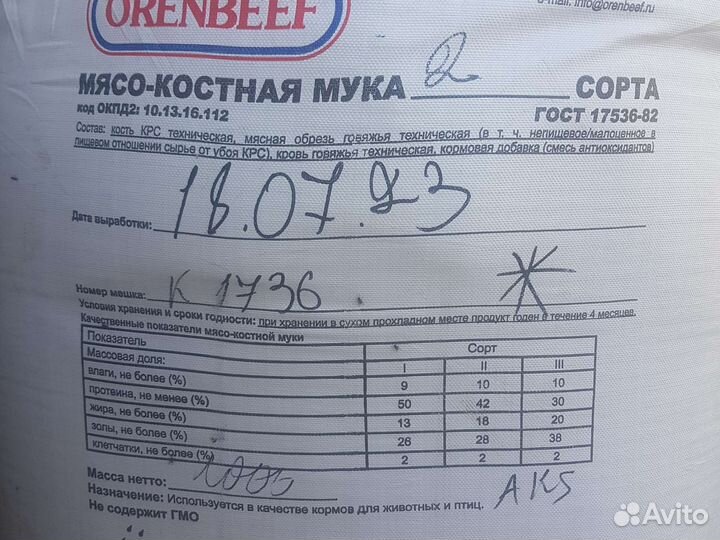 ORENBEEF
e-mail: info@orenbeef.ru
МЯСО-КОСТНАЯ МУКА 2 СОРТА
код ОКПД2: 10.13.16.112 ГОСТ 17536-82
Состав: кость КРС техническая, мясная обрезь говяжья техническая (в т. ч. непищевое/малоценное в
пищевом отношении сырье от убоя КРС), кровь говяжья техническая, кормовая добавка (смесь антиоксидантов)
Дата выработки: 18.07.23
Номер мешка: К 1736
Условия хранения и сроки годности: при хранении в сухом прохладном месте продукт годен в течение 4 месяцев.
Качественные показатели мясо-костной муки
Показатель Сорт
Массовая доля: I II III
влаги, не более (%) 9 10 10
протеина, не менее (%) 50 42 30
жира, не более (%) 13 18 20
золы, не более (%) 26 28 38
клетчатки, не более (%) 2 2 2
Масса нетто:
Назначение: Используется в качестве кормов для животных и птиц.
AKS
Не содержит ГМО
Avito